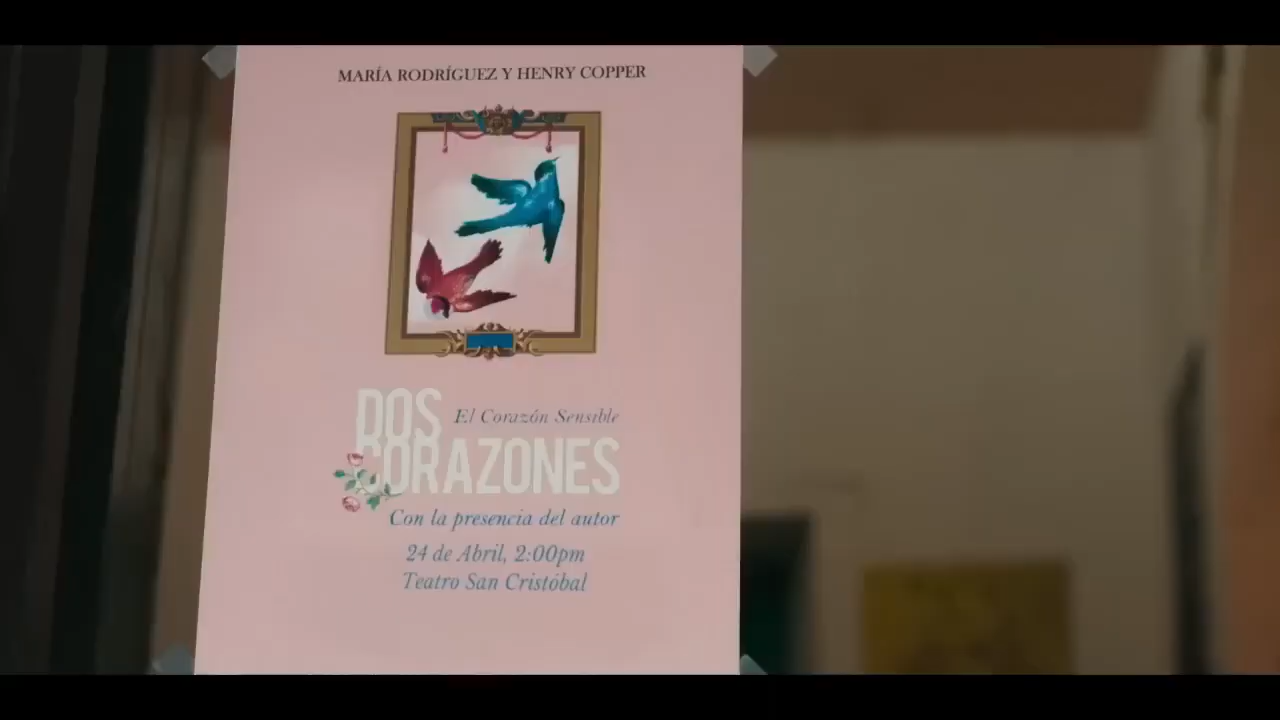 MARÍA RODRÍGUEZ Y HENRY COPPER
DOS
El Corazón Sensible
CORAZONES
Con la presencia del autor
24 de Abril, 2:00pm
Teatro San Cristóbal